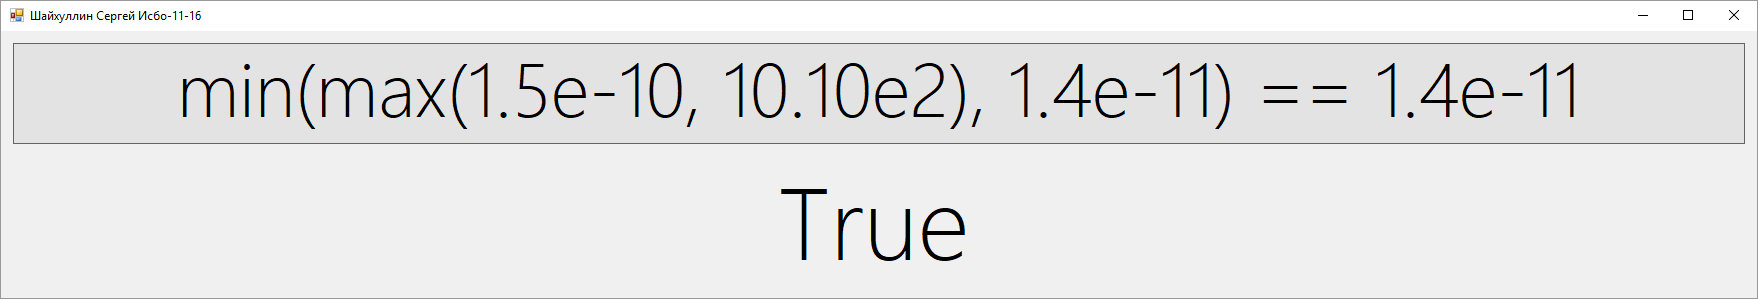 Шайхуллин Сергей Исбо-11-16
min(max(1.5e-10, 10.10e2), 1.4e-11) == 1.4e-11
True